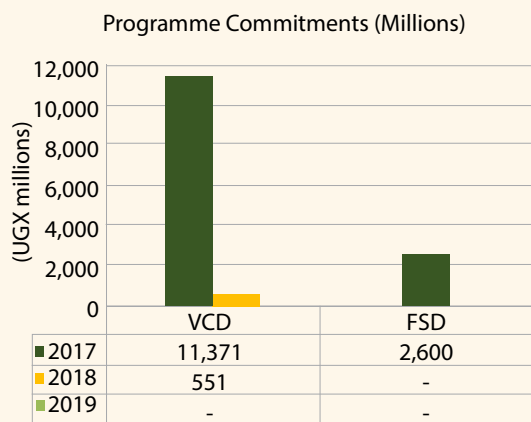 Programme Commitments (Millions)
(UGX millions)
12,000
10,000
8,000
6,000
4,000
2,000
0
VCD FSD
2017 11,371 2,600
2018 551 -
2019 - -